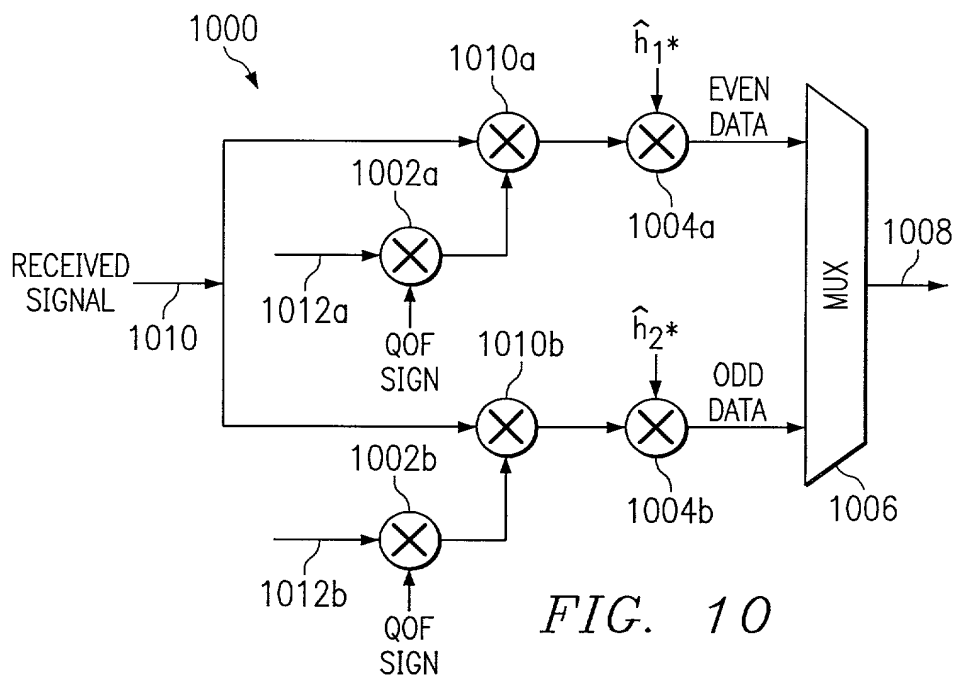 1000
1010a
ĥ1*
EVEN
DATA
1002a
1004a
1008
RECEIVED
SIGNAL
1010
1012a
QOF
SIGN
1010b
ĥ2*
MUX
ODD
DATA
1002b
1004b
1006
1012b
QOF
SIGN
FIG. 10